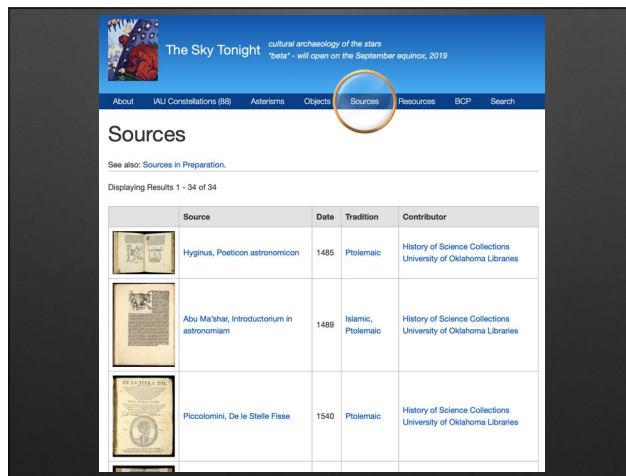 The Sky Tonight
cultural archaeology of the stars
*beta* - will open on the September equinox, 2019
About IAU Constellations (88) Asterisms Objects Sources Resources BCP Search
Sources
See also: Sources in Preparation.
Displaying Results 1 - 34 of 34
Source Date Tradition Contributor
Hyginus, Poeticon astronomicon 1485 Ptolemaic History of Science Collections
University of Oklahoma Libraries
Abu Ma'shar, Introductorium in
astronomiam 1489 Islamic,
Ptolemaic History of Science Collections
University of Oklahoma Libraries
DE LA SFERA DEL
Piccolomini, De le Stelle Fisse 1540 Ptolemaic History of Science Collections
University of Oklahoma Libraries